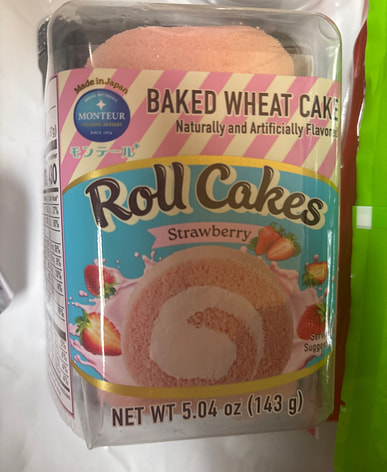 Made in Japan
MONTEUR
SINCE 1954
モンテール
BAKED WHEAT CAKE
Naturally and Artificially Flavored
Roll Cakes
Strawberry
NET WT 5.04 oz (143 g)